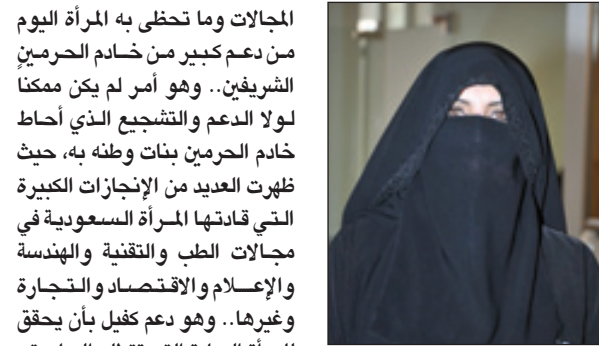 المجالات وما تحظى به المرأة اليوم
من دعم كبير من خادم الحرمين
الشريفين.. وهو أمر لم يكن ممكنا
لولا الدعم والتشجيع الذي أحاط
خادم الحرمين بنات وطنه به، حيث
ظهرت العديد من الإنجازات الكبيرة
التي قادتها المرأة السعودية في
مجالات الطب والتقنية والهندسة
والإعلام والاقتصاد والتجارة
وغيرها.. وهو دعم كفيل بأن يحقق